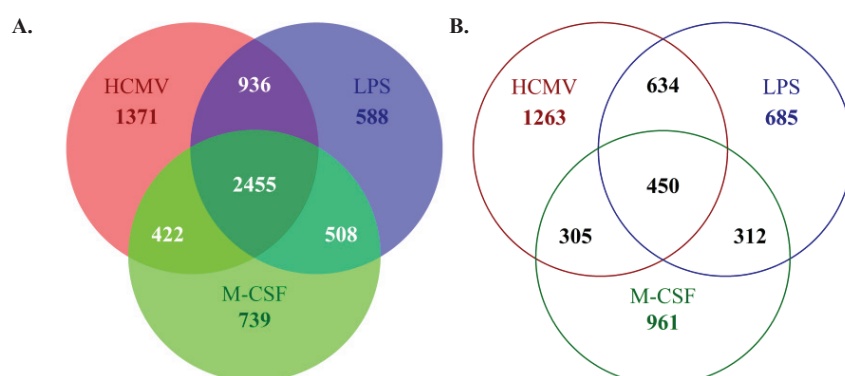 A.
HCMV
1371
936
LPS
588
2455
422
508
M-CSF
739
B.
HCMV
1263
634
LPS
685
450
305
312
M-CSF
961